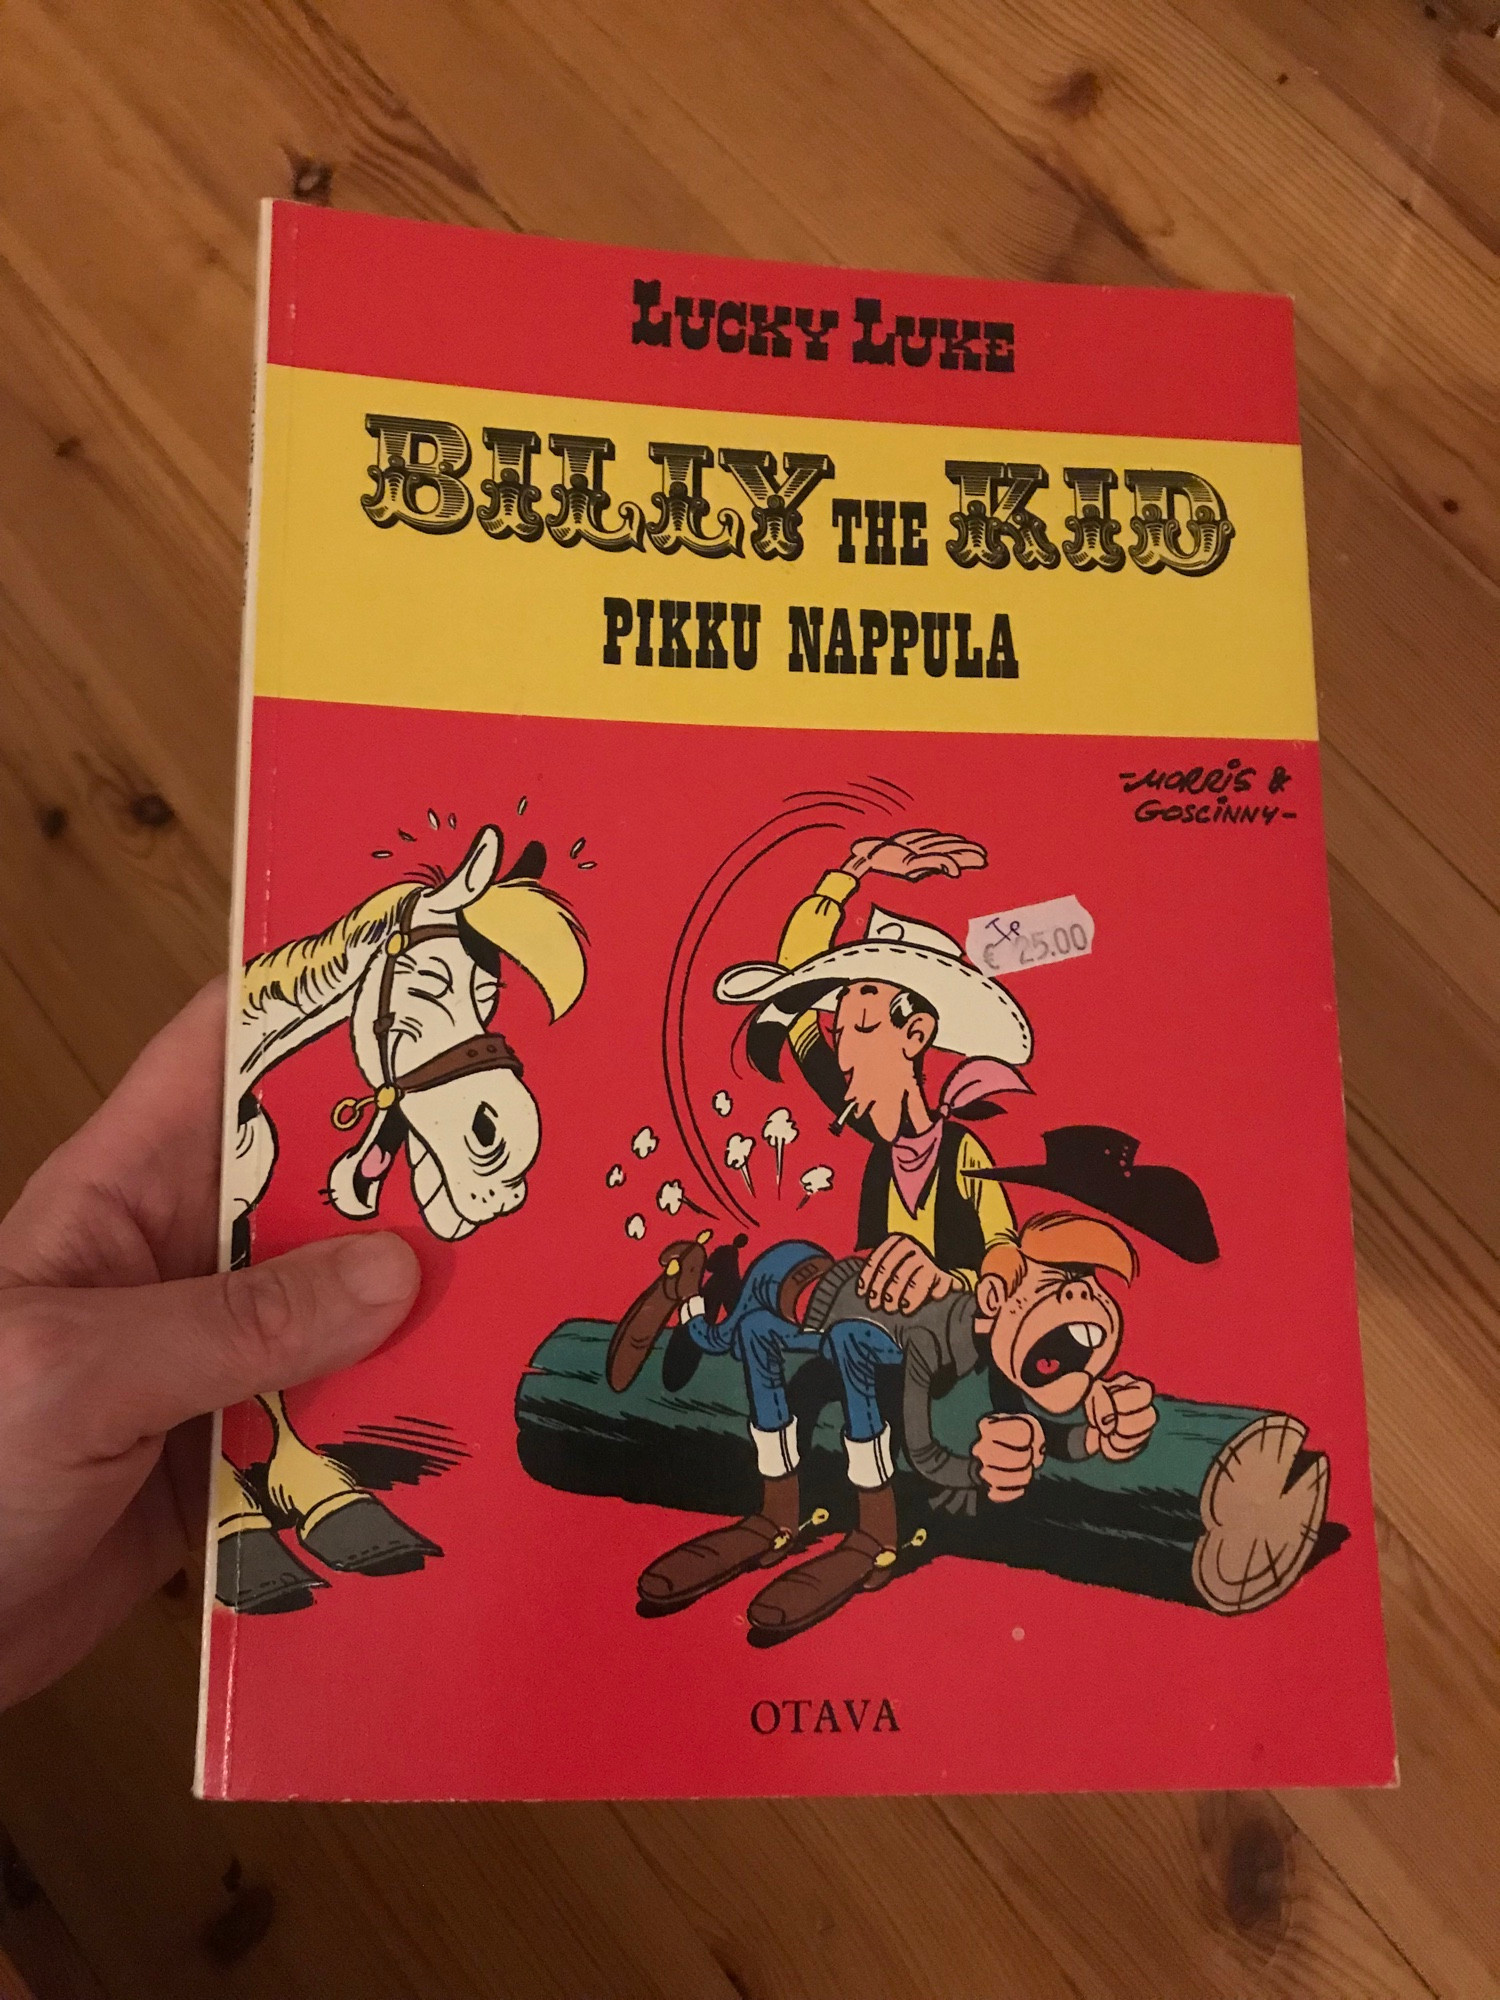 LUCKY LUKE
BILLY THE KID
PIKKU NAPPULA
-MORRIS &
GOSCINNY-
€ 25.00
OTAVA